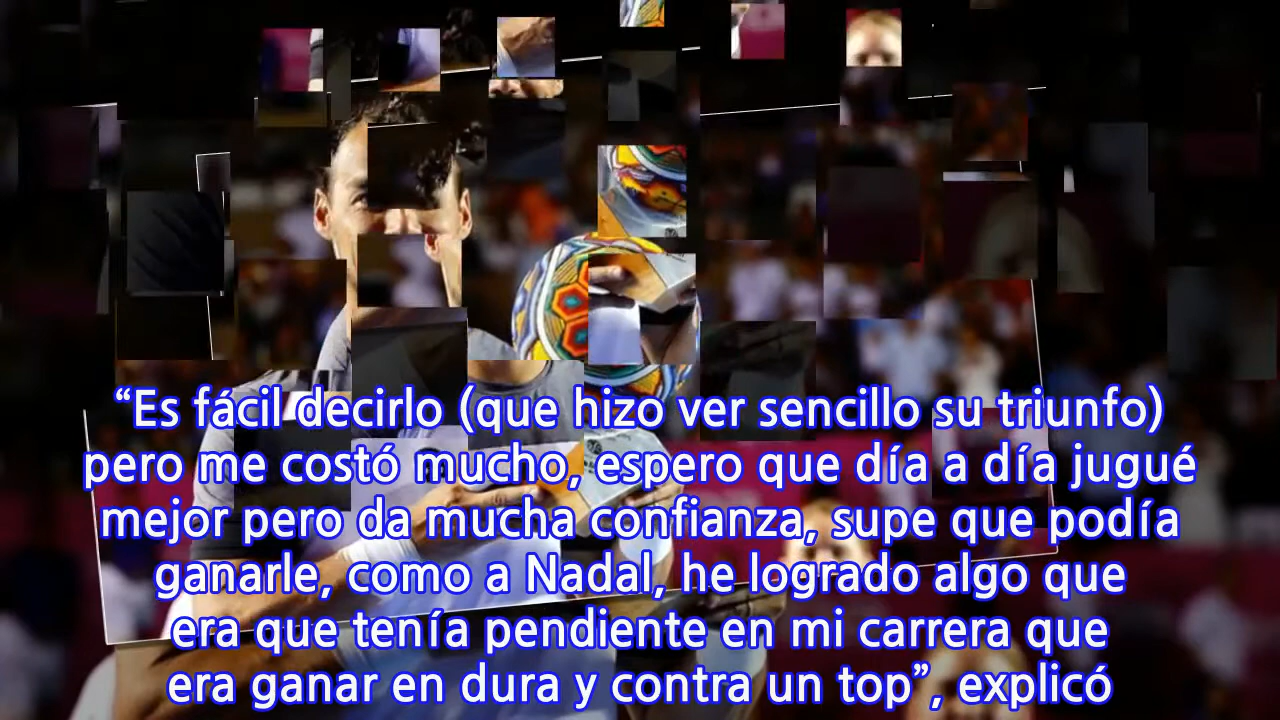 “Es fácil decirlo (que hizo ver sencillo su triunfo)
pero me costó mucho, espero que día a día jugué
mejor pero da mucha confianza, supe que podía
ganarle, como a Nadal, he logrado algo que
era que tenía pendiente en mi carrera que
era ganar en dura y contra un top”, explicó